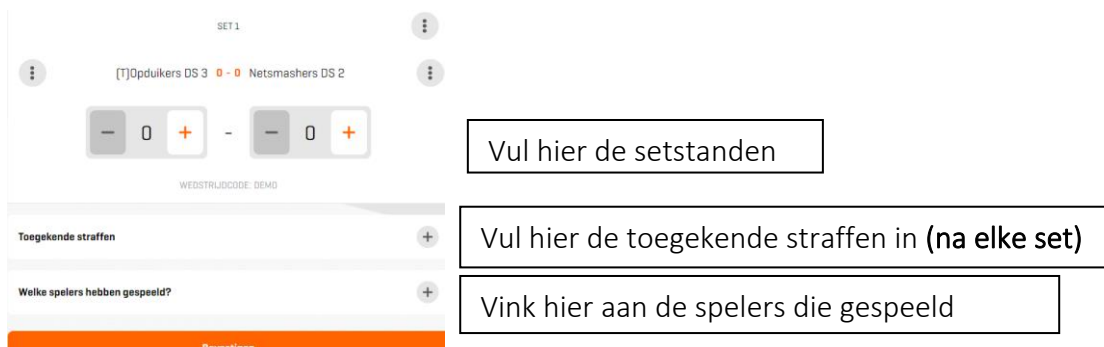 SET 1
(T)Opduikers DS 3 0 - 0 Netsmashers DS 2
− 0 + - − 0 +
Vul hier de setstanden
WEDSTRIJDCODE: DEMO
Toegekende straffen +
Vul hier de toegekende straffen in (na elke set)
Welke spelers hebben gespeeld? +
Vink hier aan de spelers die gespeeld